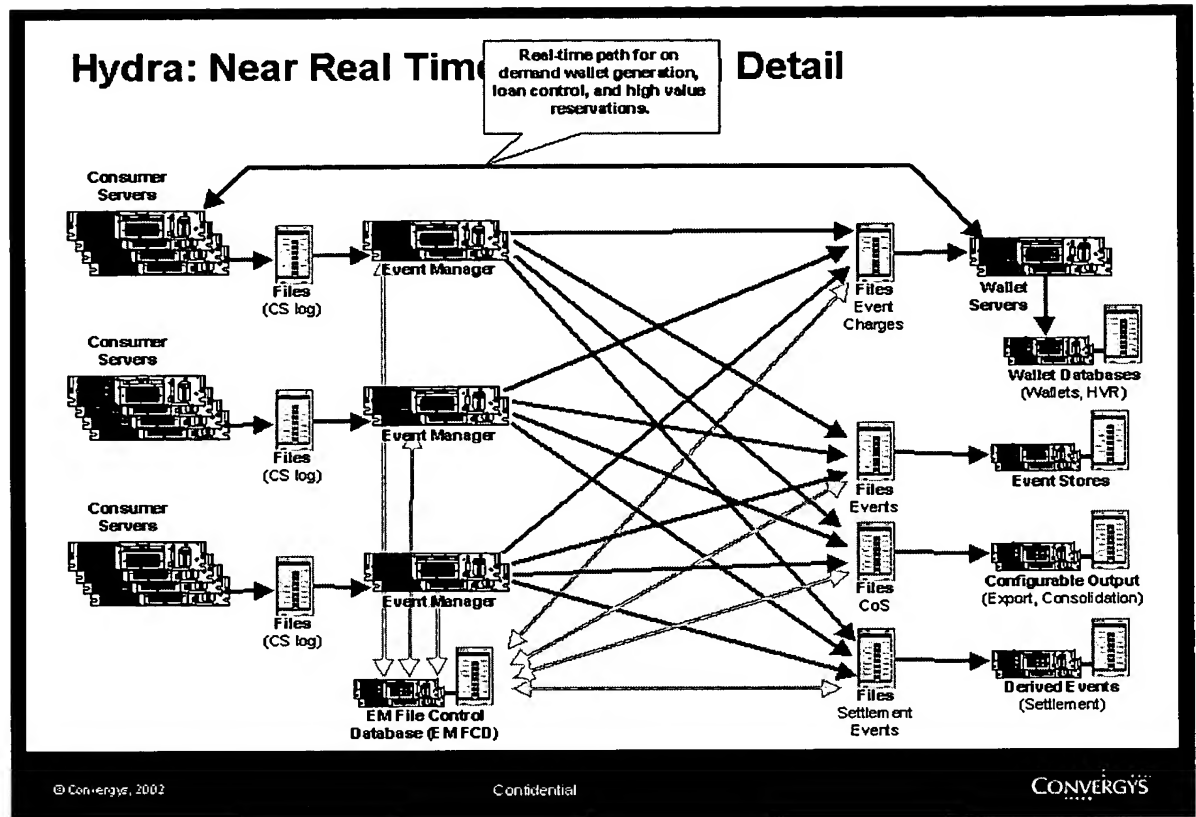 Hydra: Near Real Time Detail
Real-time path for on
demand wallet generation,
loan control, and high value
reservations.
Consumer
Servers
Files
(CS log)
Event Manager
Files
Event
Charges
Wallet
Servers
Wallet Databases
(Wallets, HVR)
Consumer
Servers
Files
(CS log)
Event Manager
Files
Events
Event Stores
Consumer
Servers
Files
(CS log)
Event Manager
Files
CoS
Configurable Output
(Export, Consolidation)
EM File Control
Database (EMFCD)
Files
Settlement
Events
Derived Events
(Settlement)
© Convergys, 2002
Confidential
CONVERGYS